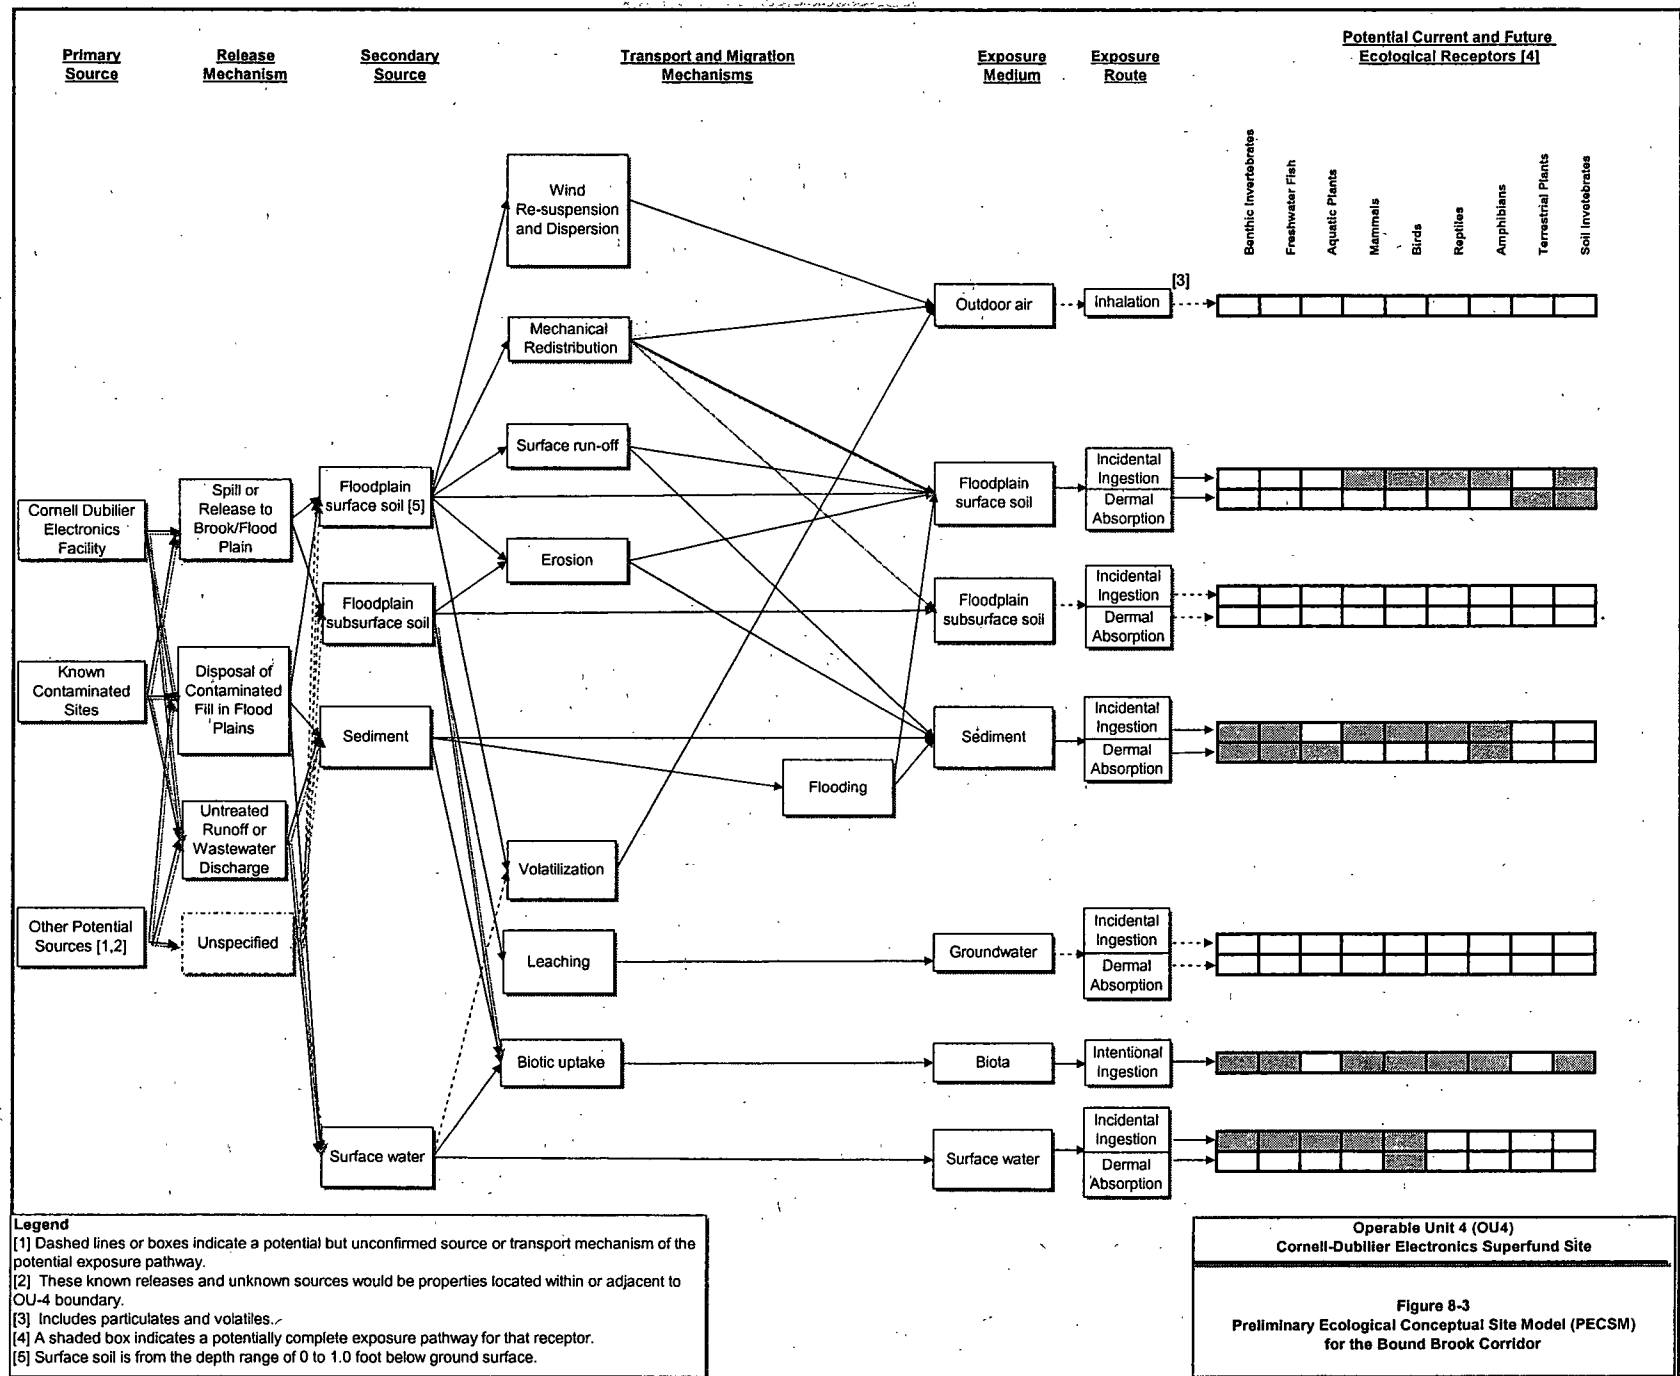 Primary
Source
Release
Mechanism
Secondary
Source
Transport and Migration
Mechanisms
Exposure
Medium
Exposure
Route
Potential Current and Future
Ecological Receptors [4]
Benthic Invertebrates
Freshwater Fish
Aquatic Plants
Mammals
Birds
Reptiles
Amphibians
Terrestrial Plants
Soil Invetebrates
Cornell Dubilier
Electronics
Facility
Known
Contaminated
Sites
Other Potential
Sources [1,2]
Spill or
Release to
Brook/Flood
Plain
Disposal of
Contaminated
Fill in Flood
Plains
Untreated
Runoff or
Wastewater
Discharge
Unspecified
Floodplain
surface soil [5]
Floodplain
subsurface soil
Sediment
Surface water
Wind
Re-suspension
and Dispersion
Mechanical
Redistribution
Surface run-off
Erosion
Flooding
Volatilization
Leaching
Biotic uptake
Outdoor air
Inhalation
[3]
Floodplain
surface soil
Incidental
Ingestion
Dermal
Absorption
Floodplain
subsurface soil
Incidental
Ingestion
Dermal
Absorption
Sediment
Incidental
Ingestion
Dermal
Absorption
Groundwater
Incidental
Ingestion
Dermal
Absorption
Biota
Intentional
Ingestion
Surface water
Incidental
Ingestion
Dermal
Absorption
Legend
[1] Dashed lines or boxes indicate a potential but unconfirmed source or transport mechanism of the
potential exposure pathway.
[2] These known releases and unknown sources would be properties located within or adjacent to
OU-4 boundary.
[3] Includes particulates and volatiles.
[4] A shaded box indicates a potentially complete exposure pathway for that receptor.
[5] Surface soil is from the depth range of 0 to 1.0 foot below ground surface.
Operable Unit 4 (OU4)
Cornell-Dubilier Electronics Superfund Site
Figure 8-3
Preliminary Ecological Conceptual Site Model (PECSM)
for the Bound Brook Corridor